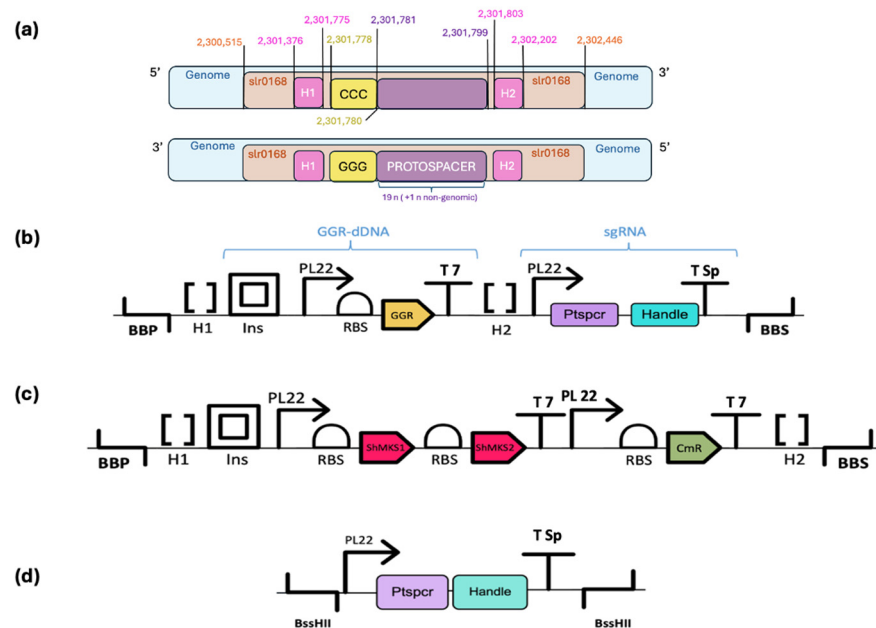 (a)
2,301,775 2,301,781 2,301,803
2,300,515 2,301,376 2,301,778 2,301,799 2,302,202 2,302,446
5’ Genome slr0168 H1 CCC H2 slr0168 Genome 3’
2,301,780
3’ Genome slr0168 H1 GGG PROTOSPACER H2 slr0168 Genome 5’
19 n ( +1 n non-genomic)
(b)
GGR-dDNA sgRNA
PL22 T 7 PL22 T Sp
BBP H1 Ins RBS GGR H2 Ptspcr Handle BBS
(c)
PL22 T 7 PL 22 T 7
BBP H1 Ins RBS ShMKS1 RBS ShMKS2 RBS CmR H2 BBS
(d)
PL22 T Sp
BssHII Ptspcr Handle BssHII